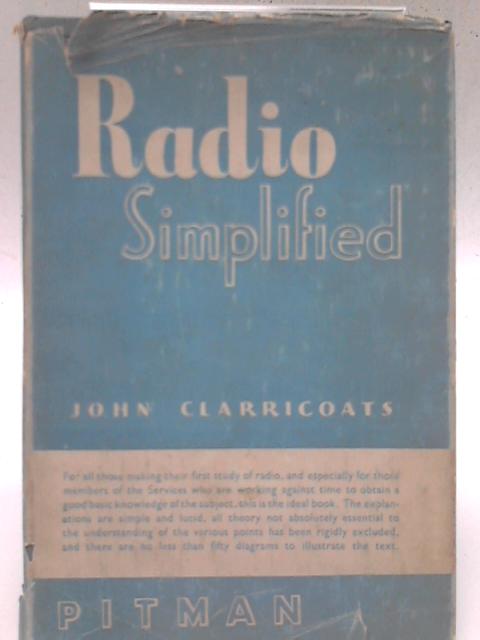 Radio
Simplified
JOHN CLARRICOATS
For all those making their first study of radio, and especially for those
members of the Services who are working against time to obtain a
good basic knowledge of the subject, this is the ideal book. The explan-
ations are simple and lucid, all theory not absolutely essential to
the understanding of the various points has been rigidly excluded,
and there are no less than fifty diagrams to illustrate the text.
PITMAN